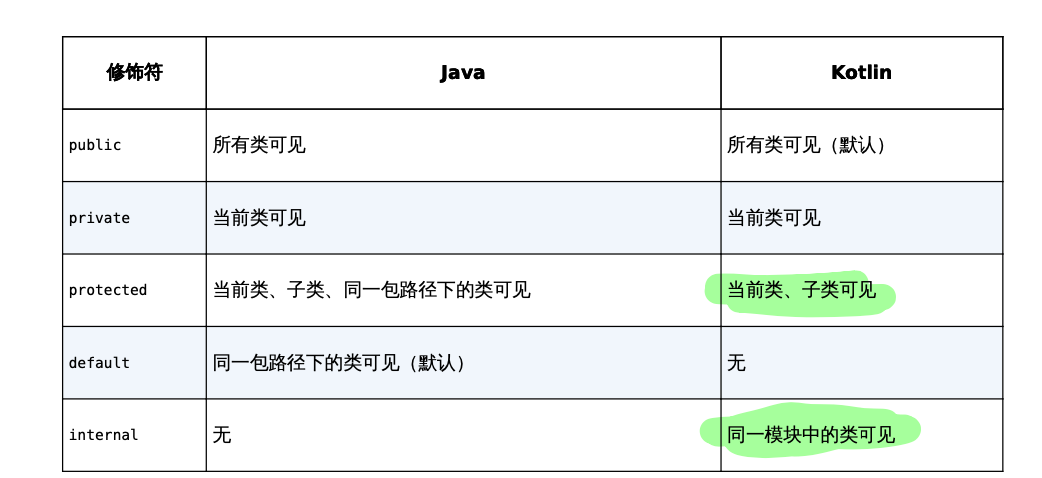 修饰符 Java Kotlin
public 所有类可见 所有类可见（默认）
private 当前类可见 当前类可见
protected 当前类、子类、同一包路径下的类可见 当前类、子类可见
default 同一包路径下的类可见（默认） 无
internal 无 同一模块中的类可见